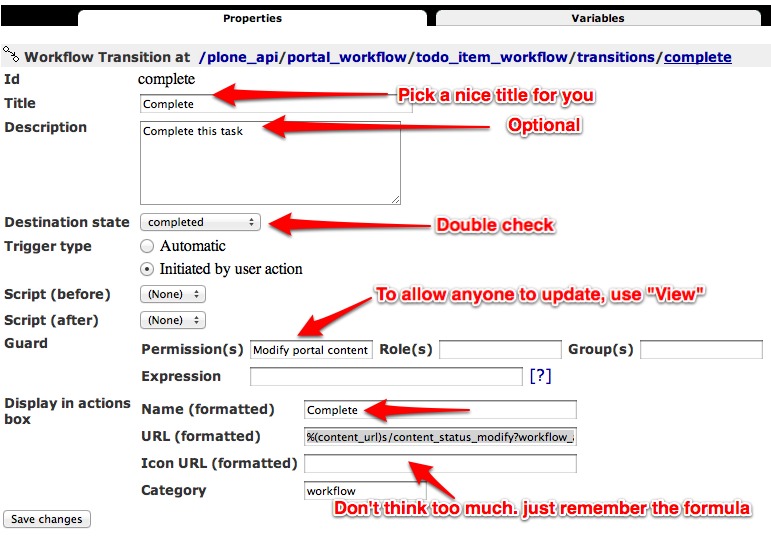 Properties Variables
Workflow Transition at /plone_api/portal_workflow/todo_item_workflow/transitions/complete
Id complete
Title Complete Pick a nice title for you
Description Complete this task Optional
Destination state completed Double check
Trigger type Automatic
Initiated by user action
Script (before) (None) To allow anyone to update, use "View"
Script (after) (None)
Guard Permission(s) Modify portal content Role(s) Group(s)
Expression [?]
Display in actions box Name (formatted) Complete
URL (formatted) %(content_url)s/content_status_modify?workflow_
Icon URL (formatted)
Category workflow Don't think too much. just remember the formula
Save changes